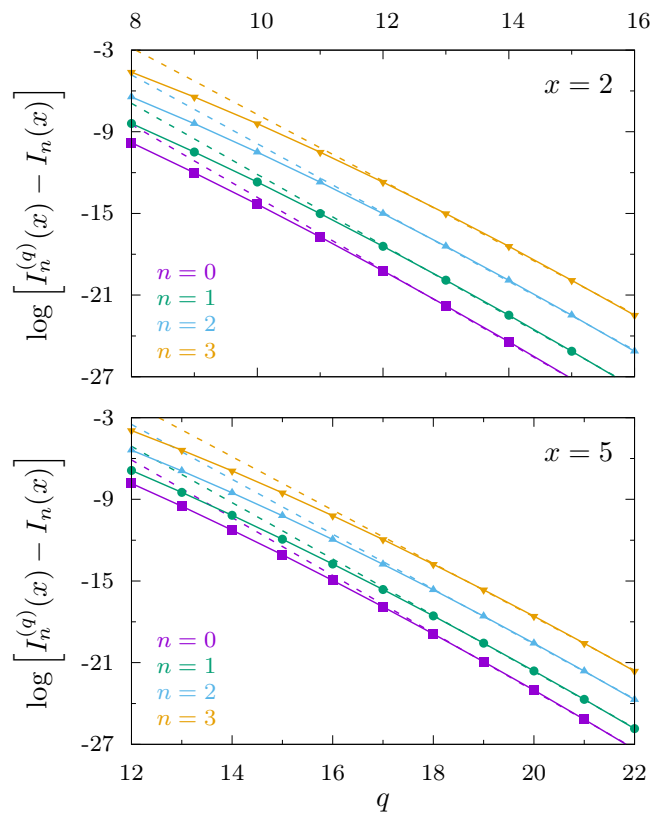 8 10 12 14 16
-3
x = 2
-9
-15
-21
-27
log [I_n^{(q)}(x) − I_n(x)]
n = 0
n = 1
n = 2
n = 3
-3
x = 5
-9
-15
-21
-27
log [I_n^{(q)}(x) − I_n(x)]
n = 0
n = 1
n = 2
n = 3
12 14 16 18 20 22
q